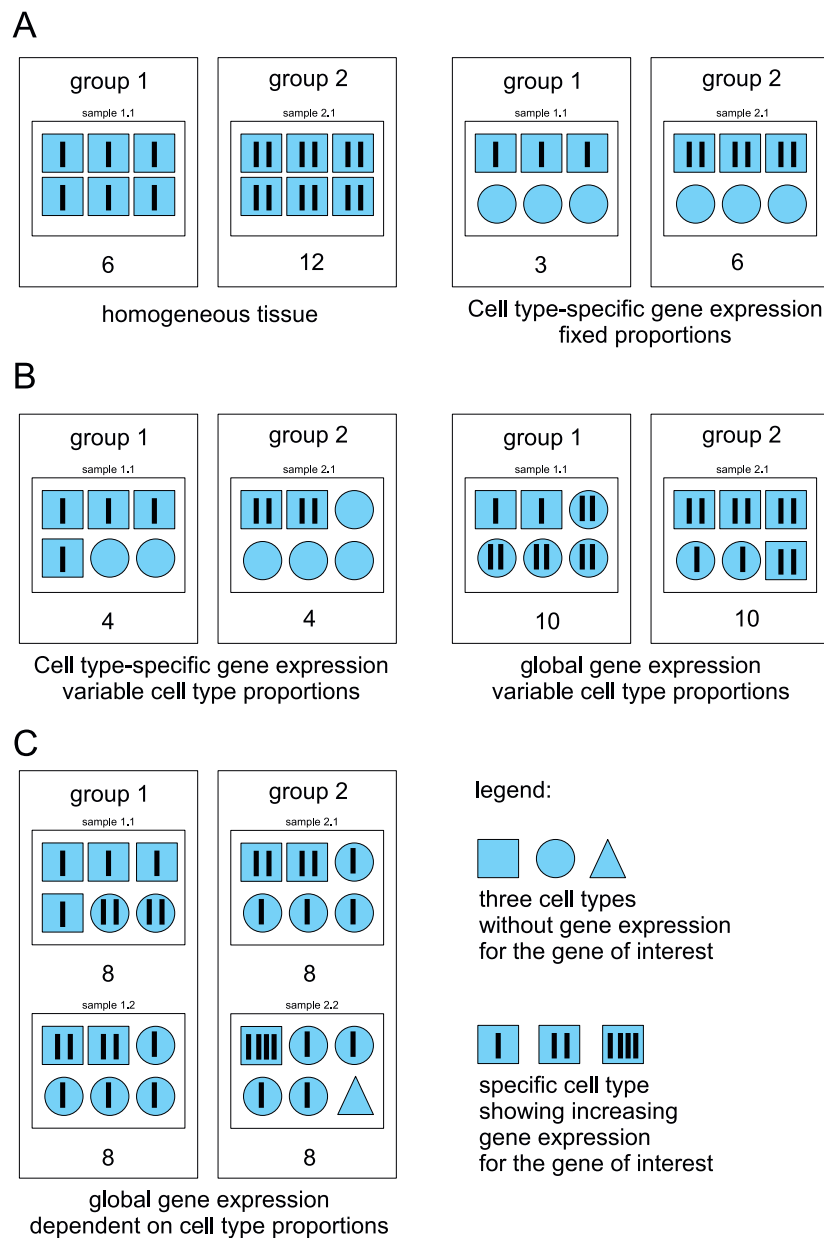 A
group 1
group 2
sample 1.1
sample 2.1
6
12
homogeneous tissue
group 1
group 2
sample 1.1
sample 2.1
3
6
Cell type-specific gene expression
fixed proportions
B
group 1
group 2
sample 1.1
sample 2.1
4
4
Cell type-specific gene expression
variable cell type proportions
group 1
group 2
sample 1.1
sample 2.1
10
10
global gene expression
variable cell type proportions
C
group 1
group 2
sample 1.1
sample 2.1
8
8
sample 1.2
sample 2.2
8
8
global gene expression
dependent on cell type proportions
legend:
three cell types
without gene expression
for the gene of interest
specific cell type
showing increasing
gene expression
for the gene of interest